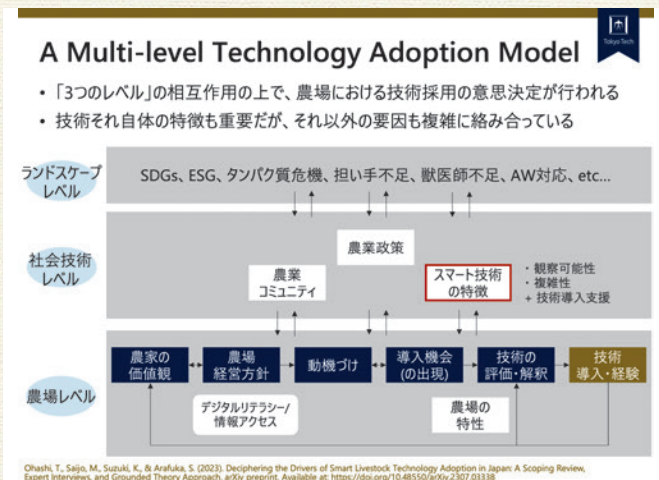 Tokyo Tech
A Multi-level Technology Adoption Model
• 「3つのレベル」の相互作用の上で、農場における技術採用の意思決定が行われる
• 技術それ自体の特徴も重要だが、それ以外の要因も複雑に絡み合っている
ランドスケープ
レベル
SDGs、ESG、タンパク質危機、担い手不足、獣医師不足、AW対応、etc...
社会技術
レベル
農業政策
農業
コミュニティ
スマート技術
の特徴
・観察可能性
・複雑性
+ 技術導入支援
農場レベル
農家の
価値観
農場
経営方針
動機づけ
導入機会
(の出現)
技術の
評価・解釈
技術
導入・経験
デジタルリテラシー/
情報アクセス
農場の
特性
Ohashi, T., Saijo, M., Suzuki, K., & Arafuka, S. (2023). Deciphering the Drivers of Smart Livestock Technology Adoption in Japan: A Scoping Review,
Expert Interviews, and Grounded Theory Approach. arXiv preprint. Available at: https://doi.org/10.48550/arXiv.2307.03338